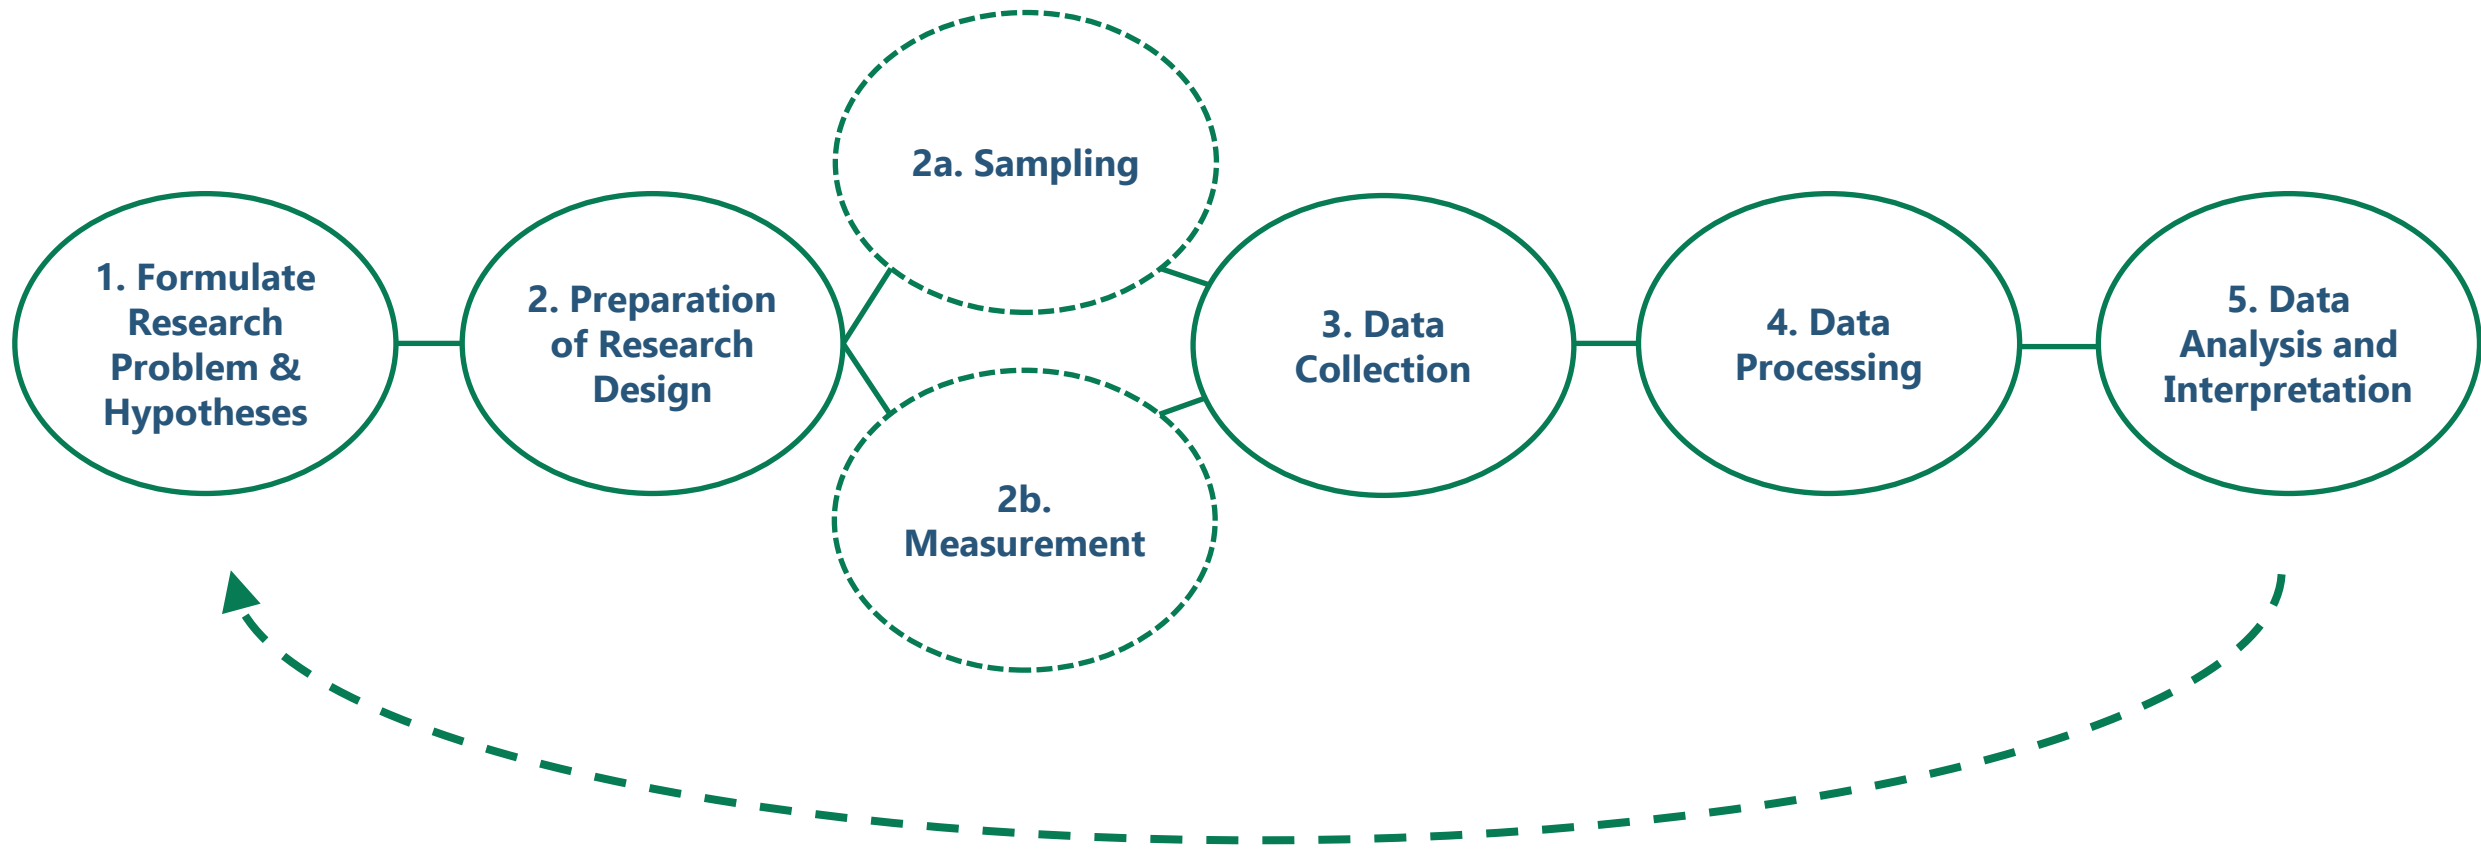 1. Formulate
Research
Problem &
Hypotheses
2. Preparation
of Research
Design
2a. Sampling
2b.
Measurement
3. Data
Collection
4. Data
Processing
5. Data
Analysis and
Interpretation